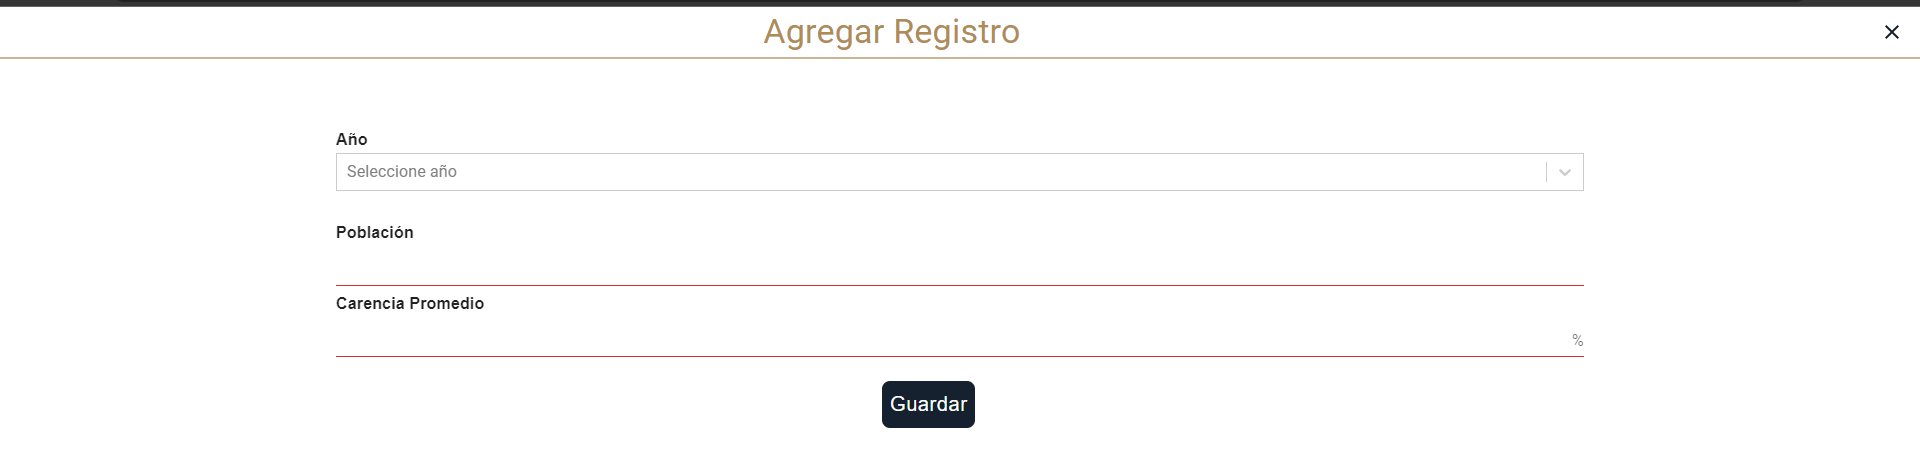 Agregar Registro
Año
Seleccione año
Población
Carencia Promedio
%
Guardar